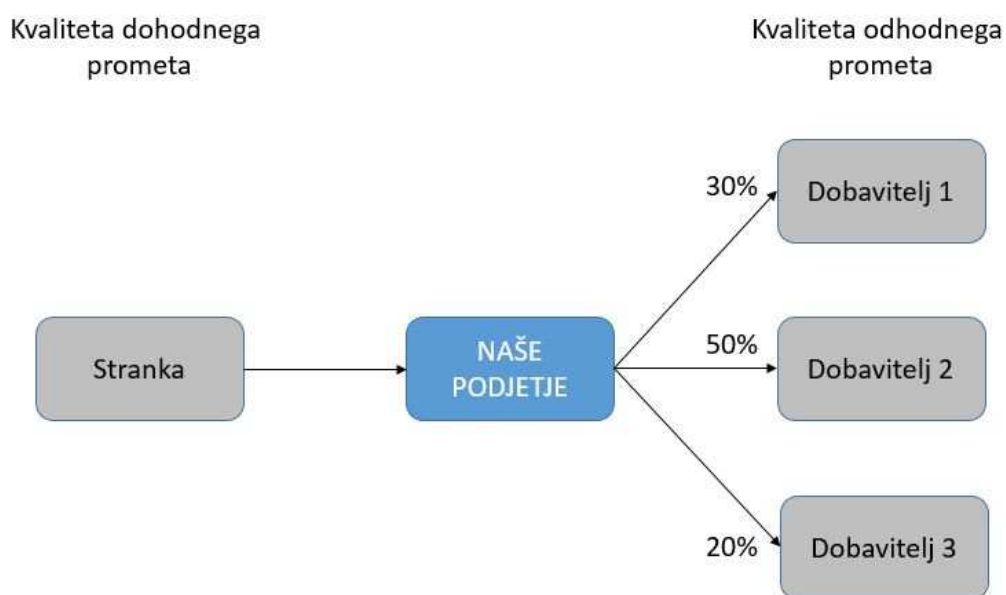 Kvaliteta dohodnega
prometa
Kvaliteta odhodnega
prometa
30%
Dobavitelj 1
Stranka
NAŠE
PODJETJE
50%
Dobavitelj 2
20%
Dobavitelj 3